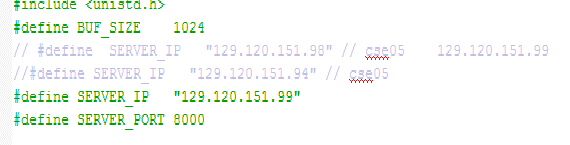 #include <unistd.h>
#define BUF_SIZE 1024
// #define SERVER_IP "129.120.151.98" // cse05 129.120.151.99
//#define SERVER_IP "129.120.151.94" // cse05
#define SERVER_IP "129.120.151.99"
#define SERVER_PORT 8000